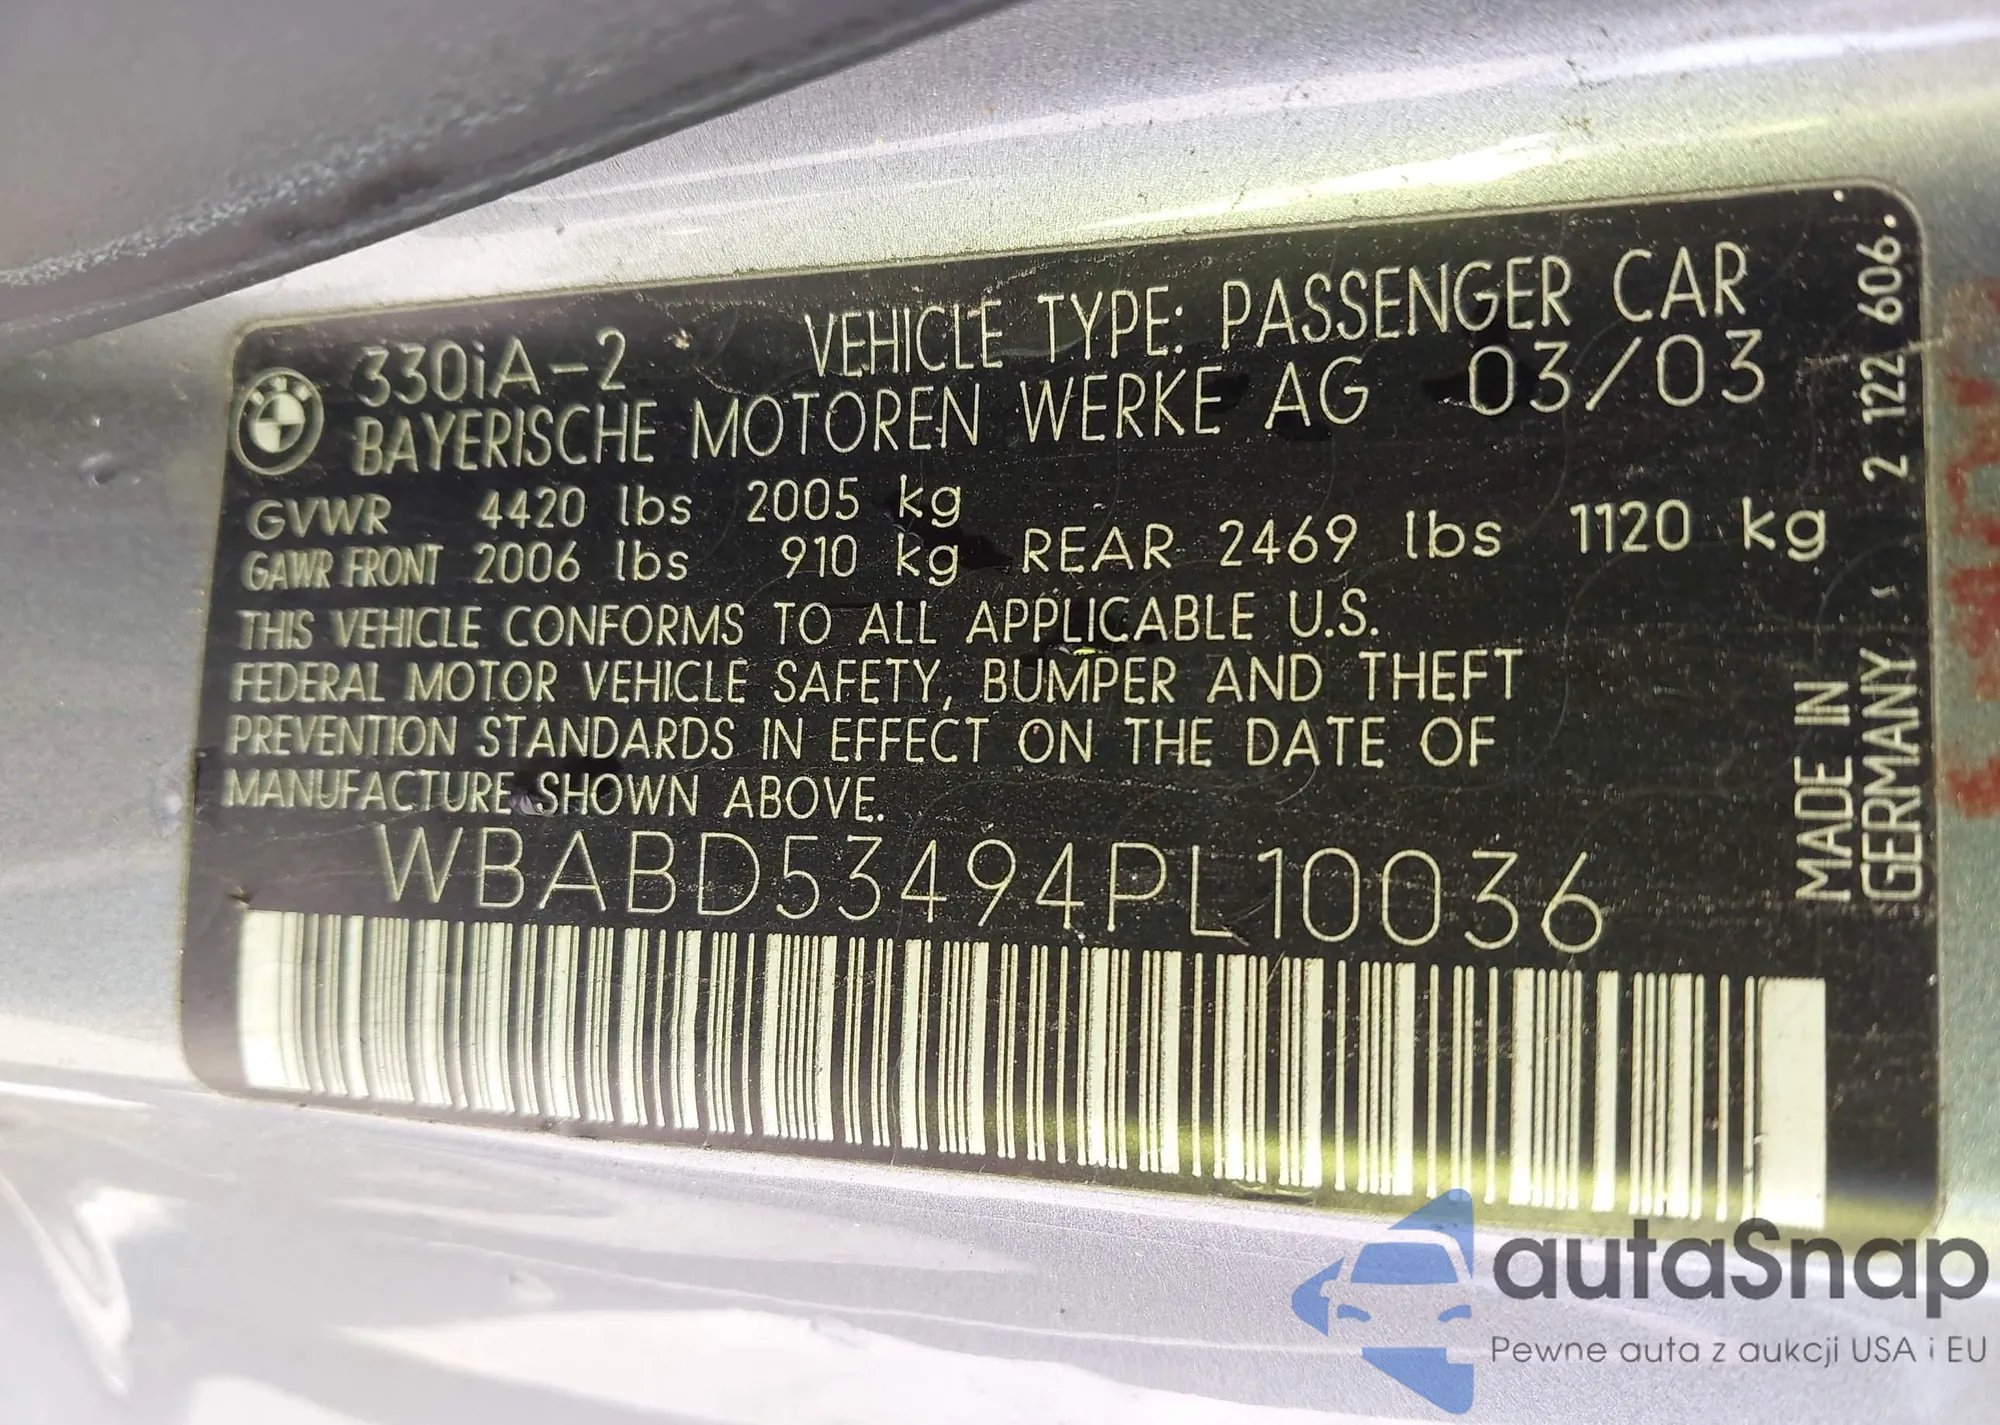 330iA-2 VEHICLE TYPE: PASSENGER CAR
BAYERISCHE MOTOREN WERKE AG 03/03
GVWR 4420 lbs 2005 kg
GAWR FRONT 2006 lbs 910 kg REAR 2469 lbs 1120 kg
THIS VEHICLE CONFORMS TO ALL APPLICABLE U.S.
FEDERAL MOTOR VEHICLE SAFETY, BUMPER AND THEFT
PREVENTION STANDARDS IN EFFECT ON THE DATE OF
MANUFACTURE SHOWN ABOVE.
WBABD53494PL10036
2 122 606.
MADE IN
GERMANY
autaSnap
Pewne auta z aukcji USA i EU